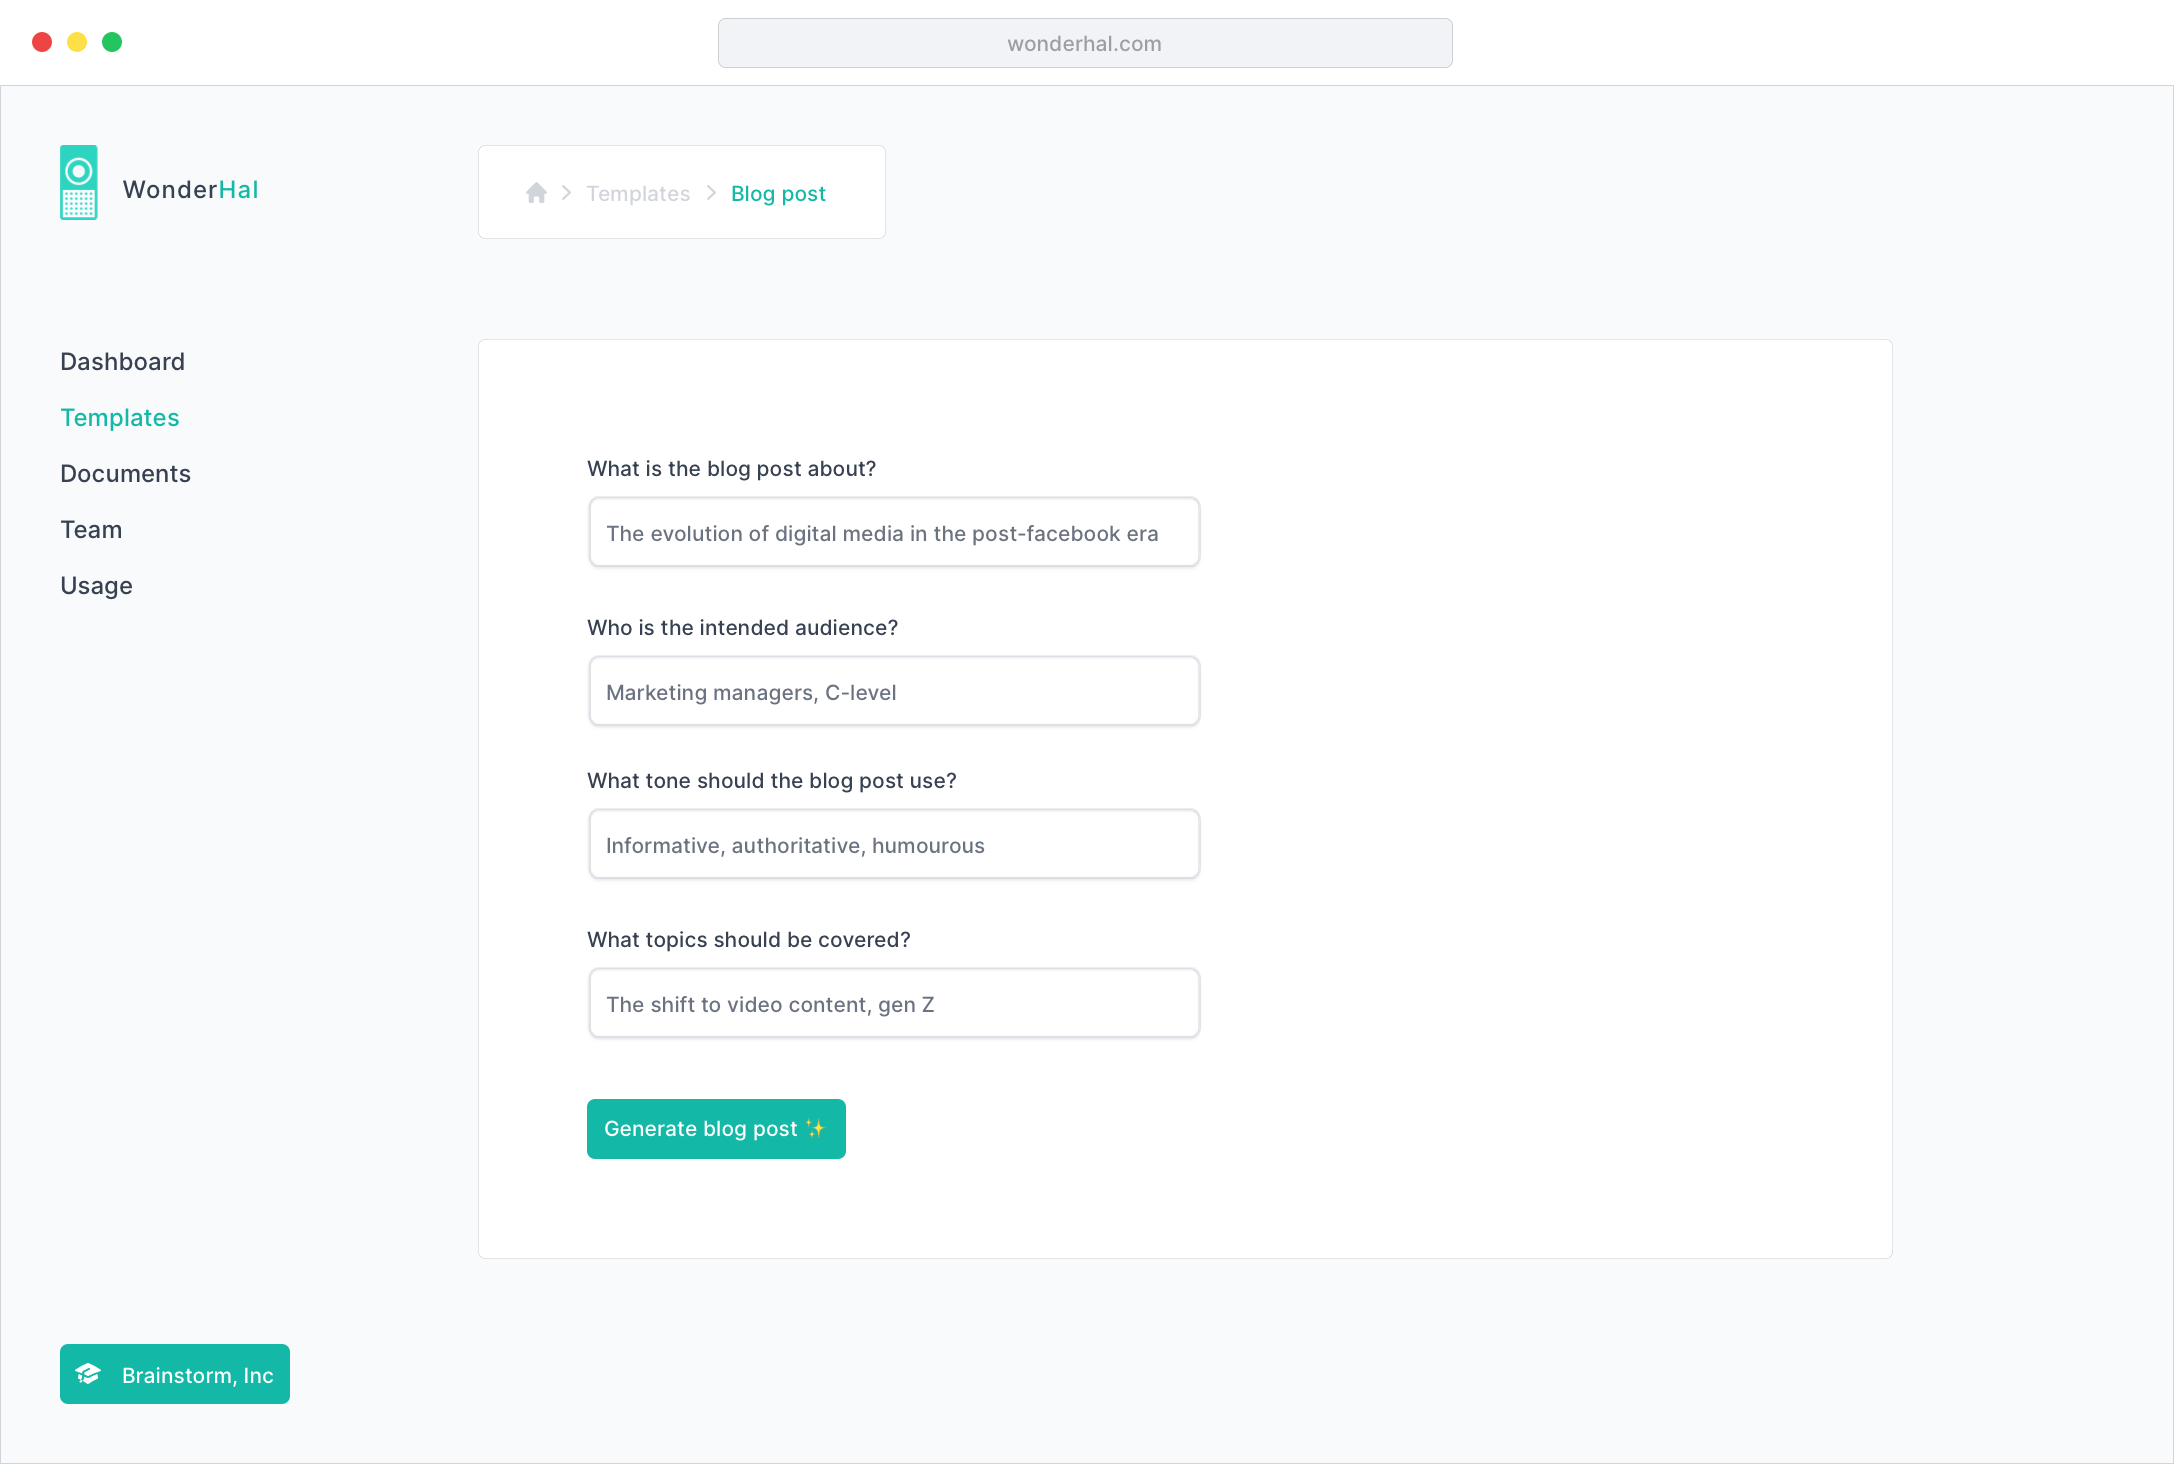 wonderhal.com
WonderHal
Templates
Blog post
Dashboard
Templates
Documents
Team
Usage
What is the blog post about?
The evolution of digital media in the post-facebook era
Who is the intended audience?
Marketing managers, C-level
What tone should the blog post use?
Informative, authoritative, humourous
What topics should be covered?
The shift to video content, gen Z
Generate blog post ✨
Brainstorm, Inc